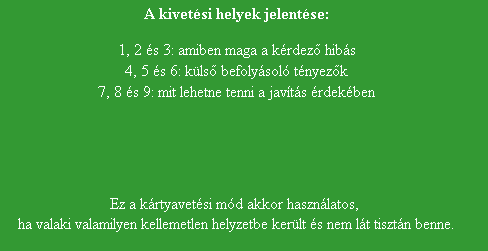 A kivetési helyek jelentése:
1, 2 és 3: amiben maga a kérdező hibás
4, 5 és 6: külső befolyásoló tényezők
7, 8 és 9: mit lehetne tenni a javítás érdekében
Ez a kártyavetési mód akkor használatos,
ha valaki valamilyen kellemetlen helyzetbe került és nem lát tisztán benne.